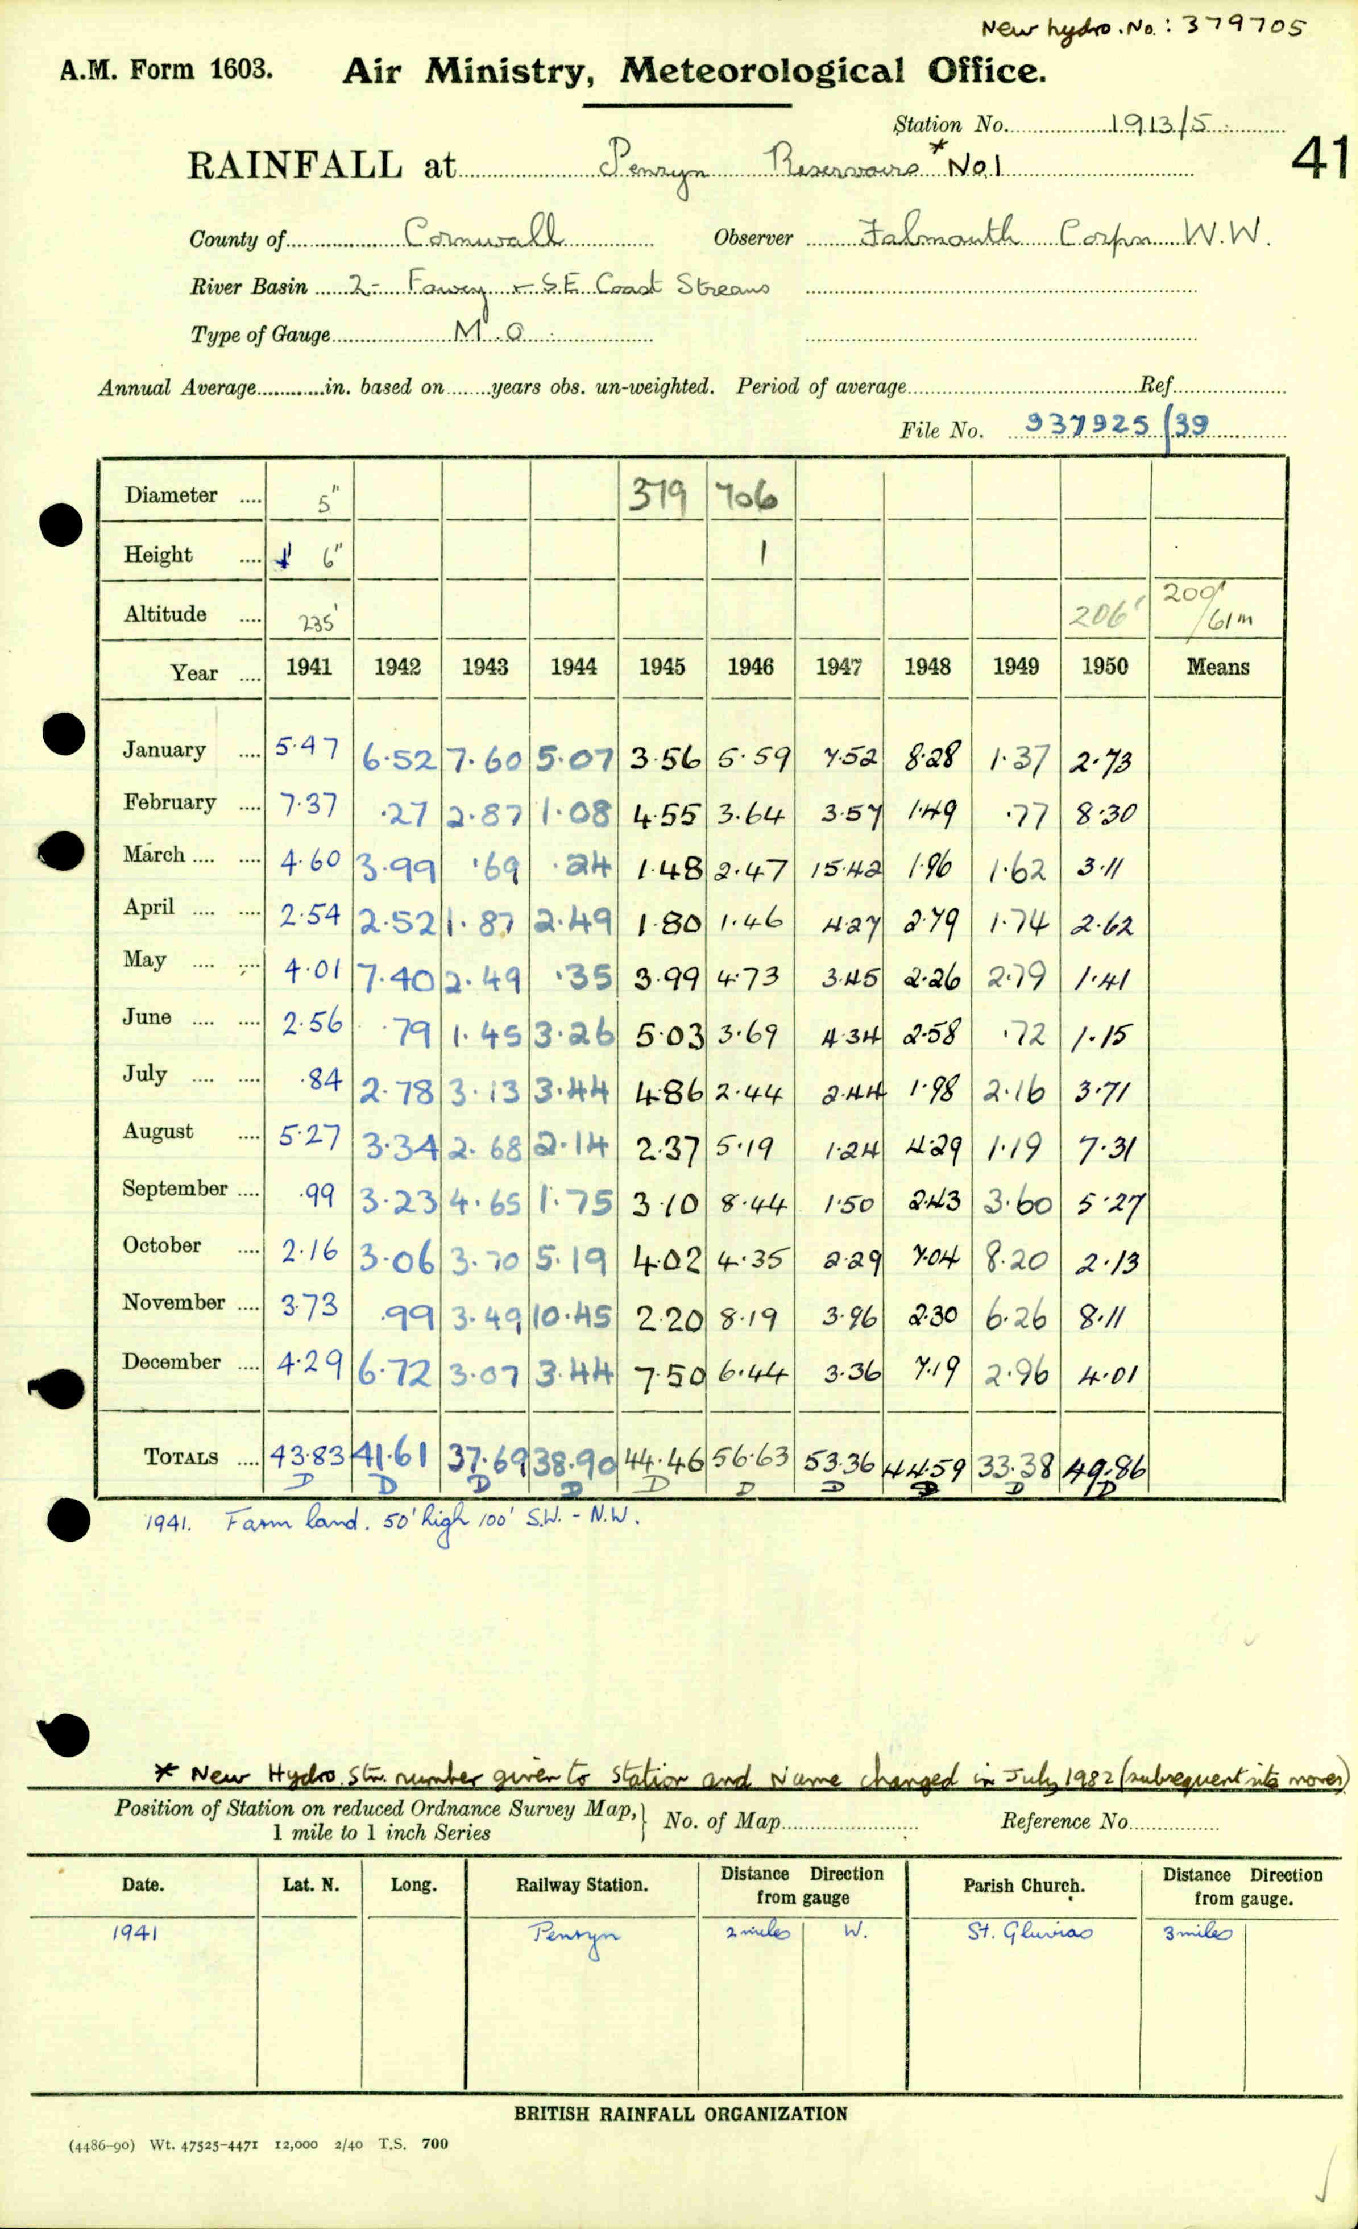 New hydro. No. : 379705
A.M. Form 1603. Air Ministry, Meteorological Office.
Station No. 1913/5
41
RAINFALL at Penryn Reservoirs * No.1
County of Cornwall Observer Falmouth Corpn W.W.
River Basin 2- Fowey & SE Coast Streams
Type of Gauge M.O.
Annual Average in. based on years obs. un-weighted. Period of average Ref.
File No. 937925/39
Diameter 5" 379 706
Height 1' 6" 1
Altitude 235' 206' 200' / 61m
Year 1941 1942 1943 1944 1945 1946 1947 1948 1949 1950 Means
January 5.47 6.52 7.60 5.07 3.56 5.59 7.52 8.28 1.37 2.73
February 7.37 .27 2.87 1.08 4.55 3.64 3.57 1.49 .77 8.30
March 4.60 3.99 .69 .24 1.48 2.47 15.42 1.96 1.62 3.11
April 2.54 2.52 1.87 2.49 1.80 1.46 4.27 2.79 1.74 2.62
May 4.01 7.40 2.49 .35 3.99 4.73 3.45 2.26 2.79 1.41
June 2.56 .79 1.45 3.26 5.03 3.69 4.34 2.58 .72 1.15
July .84 2.78 3.13 3.44 4.86 2.44 2.44 1.98 2.16 3.71
August 5.27 3.34 2.68 2.14 2.37 5.19 1.24 4.29 1.19 7.31
September .99 3.23 4.65 1.75 3.10 8.44 1.50 2.43 3.60 5.27
October 2.16 3.06 3.70 5.19 4.02 4.35 2.29 7.04 8.20 2.13
November 3.73 .99 3.49 10.45 2.20 8.19 3.96 2.30 6.26 8.11
December 4.29 6.72 3.07 3.44 7.50 6.44 3.36 7.19 2.96 4.01
TOTALS 43.83 41.61 37.69 38.90 44.46 56.63 53.36 44.59 33.38 49.86
D D D D D D D D D D
1941. Farm land. 50' high 100' S.W. - N.W.
* New Hydro. Stn. number given to Station and Name changed in July 1982 (subsequent site moves)
Position of Station on reduced Ordnance Survey Map, } No. of Map Reference No.
1 mile to 1 inch Series
Date. Lat. N. Long. Railway Station. Distance Direction from gauge Parish Church. Distance Direction from gauge.
1941 Penryn 2 miles W. St. Gluvias 3 miles
BRITISH RAINFALL ORGANIZATION
(4486-90) Wt. 47525-4471 12,000 2/40 T.S. 700